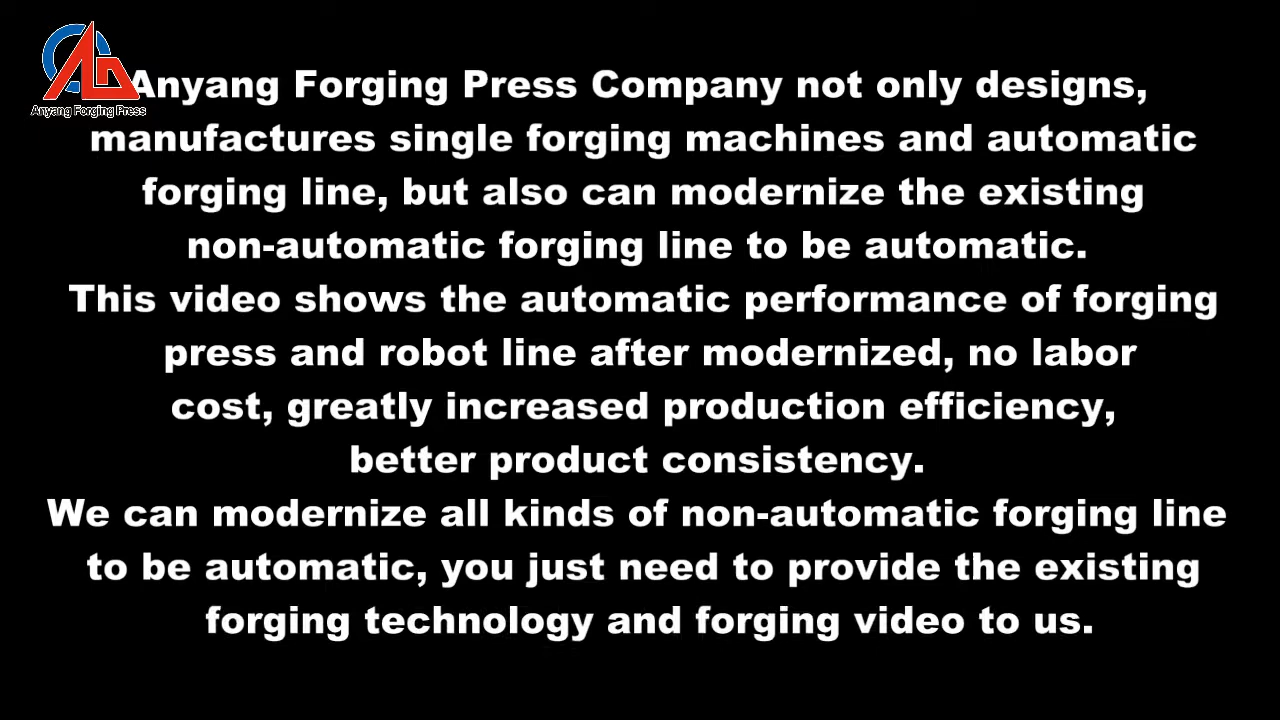 Anyang Forging Press
Anyang Forging Press Company not only designs,
manufactures single forging machines and automatic
forging line, but also can modernize the existing
non-automatic forging line to be automatic.
This video shows the automatic performance of forging
press and robot line after modernized, no labor
cost, greatly increased production efficiency,
better product consistency.
We can modernize all kinds of non-automatic forging line
to be automatic, you just need to provide the existing
forging technology and forging video to us.